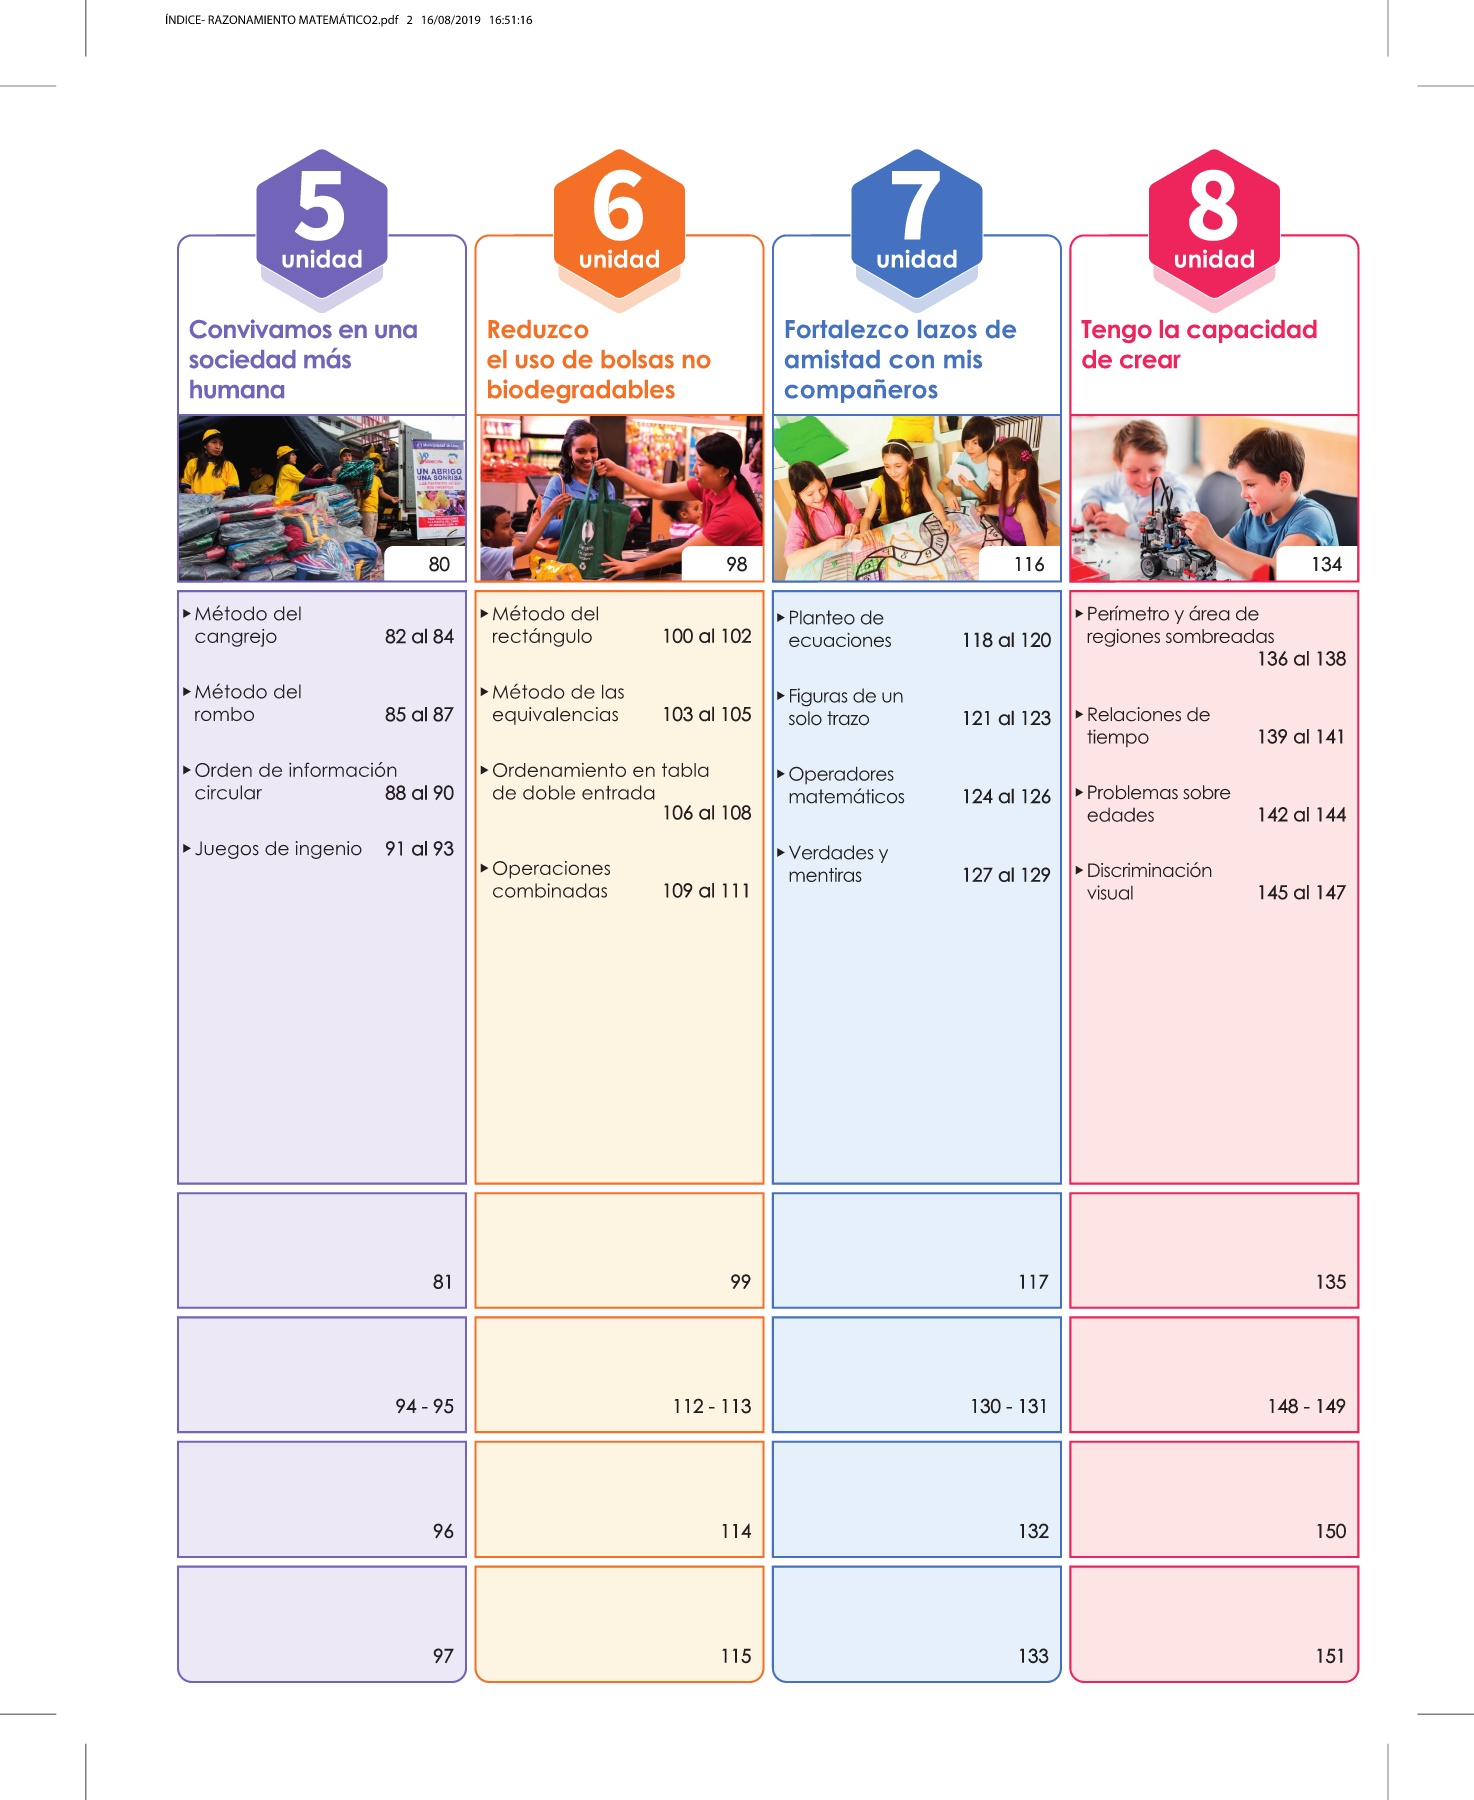 ÍNDICE- RAZONAMIENTO MATEMÁTICO2.pdf 2 16/08/2019 16:51:16
5
unidad
Convivamos en una
sociedad más
humana
UN ABRIGO
UNA SONRISA
80
Método del
cangrejo 82 al 84
Método del
rombo 85 al 87
Orden de información
circular 88 al 90
Juegos de ingenio 91 al 93
81
94 - 95
96
97
6
unidad
Reduzco
el uso de bolsas no
biodegradables
98
Método del
rectángulo 100 al 102
Método de las
equivalencias 103 al 105
Ordenamiento en tabla
de doble entrada
106 al 108
Operaciones
combinadas 109 al 111
99
112 - 113
114
115
7
unidad
Fortalezco lazos de
amistad con mis
compañeros
116
Planteo de
ecuaciones 118 al 120
Figuras de un
solo trazo 121 al 123
Operadores
matemáticos 124 al 126
Verdades y
mentiras 127 al 129
117
130 - 131
132
133
8
unidad
Tengo la capacidad
de crear
134
Perímetro y área de
regiones sombreadas
136 al 138
Relaciones de
tiempo 139 al 141
Problemas sobre
edades 142 al 144
Discriminación
visual 145 al 147
135
148 - 149
150
151